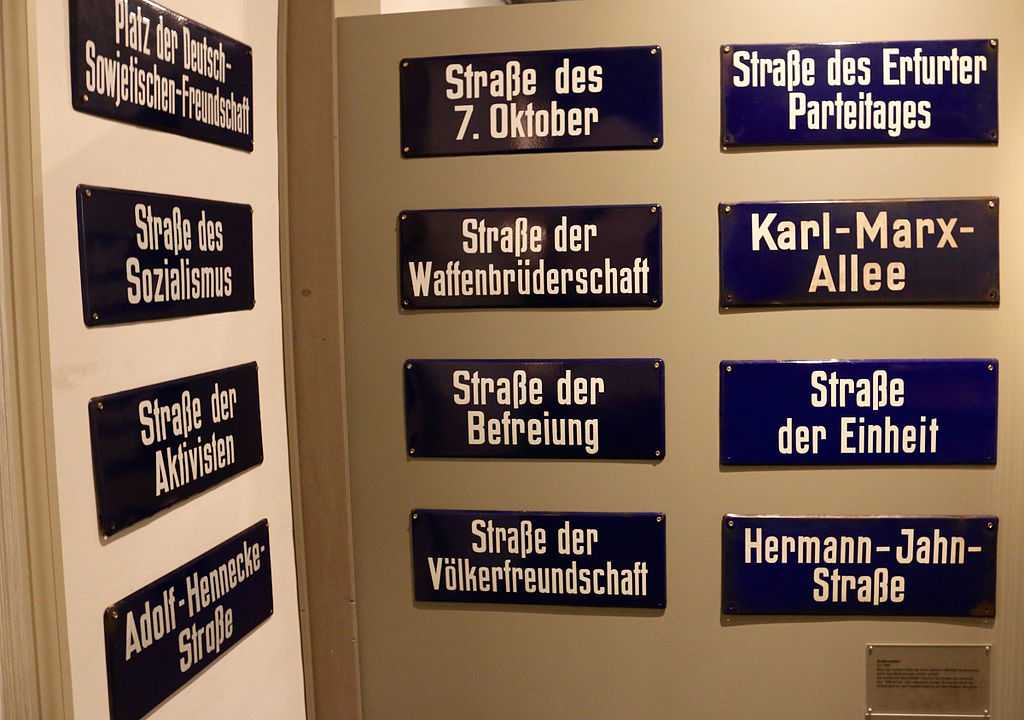 Platz der Deutsch-
Sowjetischen-Freundschaft
Straße des
Sozialismus
Straße der
Aktivisten
Adolf-Hennecke-
Straße
Straße des
7. Oktober
Straße der
Waffenbrüderschaft
Straße der
Befreiung
Straße der
Völkerfreundschaft
Straße des Erfurter
Parteitages
Karl-Marx-
Allee
Straße
der Einheit
Hermann-Jahn-
Straße